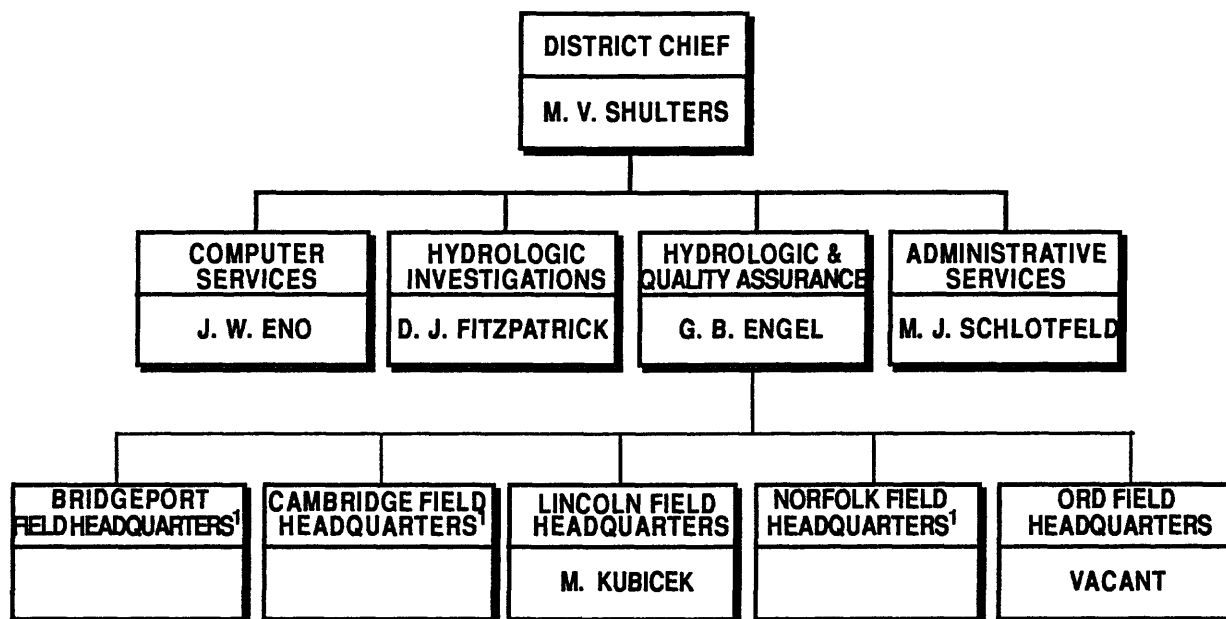 DISTRICT CHIEF
M. V. SHULTERS
COMPUTER
SERVICES
J. W. ENO
HYDROLOGIC
INVESTIGATIONS
D. J. FITZPATRICK
HYDROLOGIC &
QUALITY ASSURANCE
G. B. ENGEL
ADMINISTRATIVE
SERVICES
M. J. SCHLOTFELD
BRIDGEPORT
FIELD HEADQUARTERS¹
CAMBRIDGE FIELD
HEADQUARTERS¹
LINCOLN FIELD
HEADQUARTERS
M. KUBICEK
NORFOLK FIELD
HEADQUARTERS¹
ORD FIELD
HEADQUARTERS
VACANT